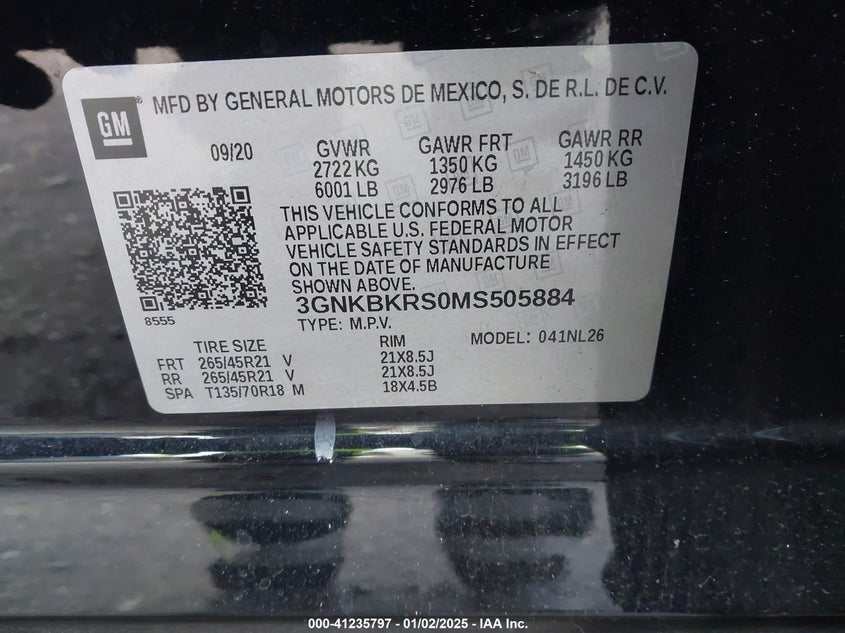 GM
MFD BY GENERAL MOTORS DE MEXICO, S. DE R.L. DE C.V.
09/20 GVWR GAWR FRT GAWR RR
2722 KG 1350 KG 1450 KG
6001 LB 2976 LB 3196 LB
THIS VEHICLE CONFORMS TO ALL
APPLICABLE U.S. FEDERAL MOTOR
VEHICLE SAFETY STANDARDS IN EFFECT
ON THE DATE OF MANUFACTURE
SHOWN ABOVE.
8555
3GNKBKRS0MS505884
TYPE: M.P.V. MODEL: 041NL26
TIRE SIZE RIM
FRT 265/45R21 V 21X8.5J
RR 265/45R21 V 21X8.5J
SPA T135/70R18 M 18X4.5B
000-41235797 - 01/02/2025 - IAA Inc.